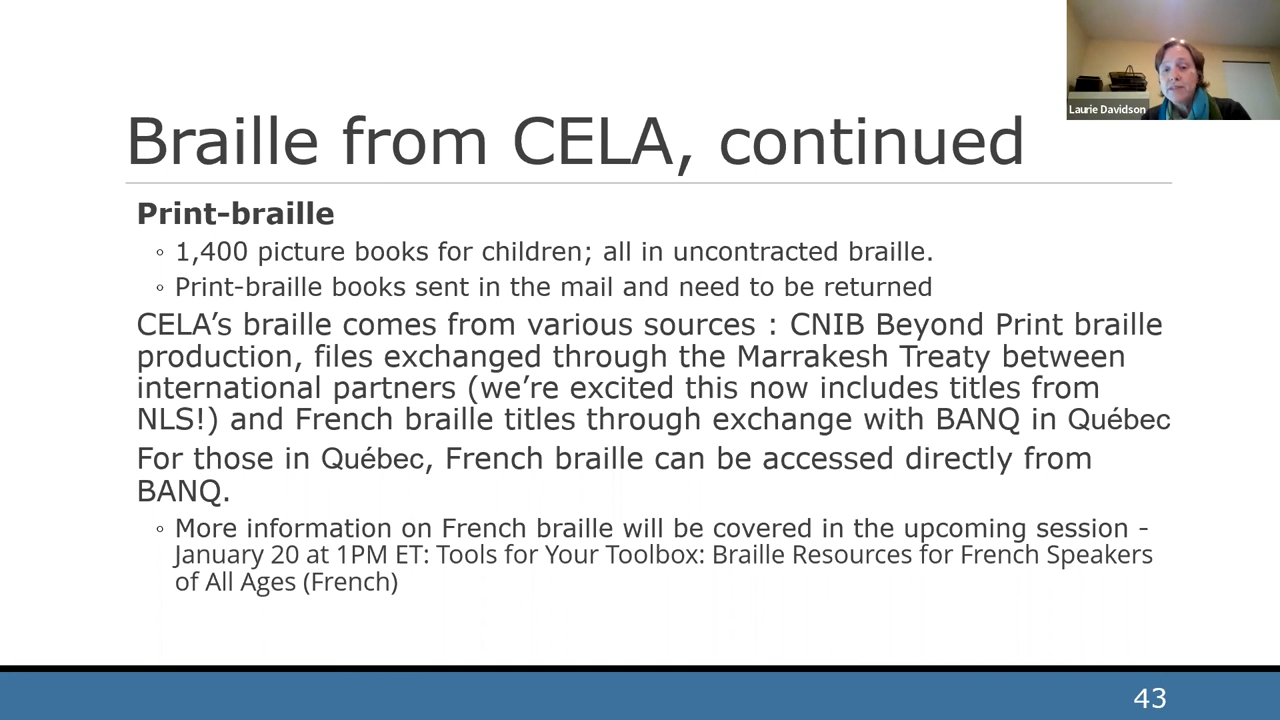 Laurie Davidson
Braille from CELA, continued
Print-braille
◦ 1,400 picture books for children; all in uncontracted braille.
◦ Print-braille books sent in the mail and need to be returned
CELA’s braille comes from various sources : CNIB Beyond Print braille
production, files exchanged through the Marrakesh Treaty between
international partners (we’re excited this now includes titles from
NLS!) and French braille titles through exchange with BANQ in Québec
For those in Québec, French braille can be accessed directly from
BANQ.
◦ More information on French braille will be covered in the upcoming session -
January 20 at 1PM ET: Tools for Your Toolbox: Braille Resources for French Speakers
of All Ages (French)
43